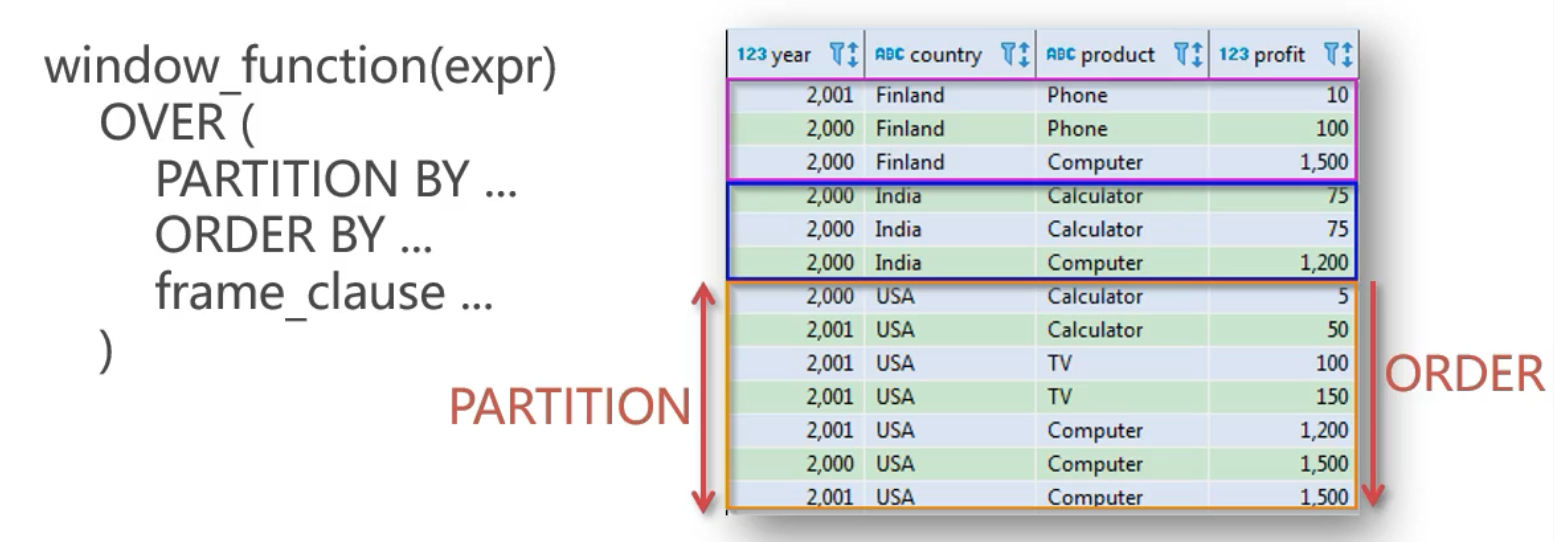 window_function(expr)
OVER (
PARTITION BY ...
ORDER BY ...
frame_clause ...
)
PARTITION
123 year ABC country ABC product 123 profit
2,001 Finland Phone 10
2,000 Finland Phone 100
2,000 Finland Computer 1,500
2,000 India Calculator 75
2,000 India Calculator 75
2,000 India Computer 1,200
2,000 USA Calculator 5
2,001 USA Calculator 50
2,001 USA TV 100
2,001 USA TV 150
2,001 USA Computer 1,200
2,000 USA Computer 1,500
2,001 USA Computer 1,500
ORDER